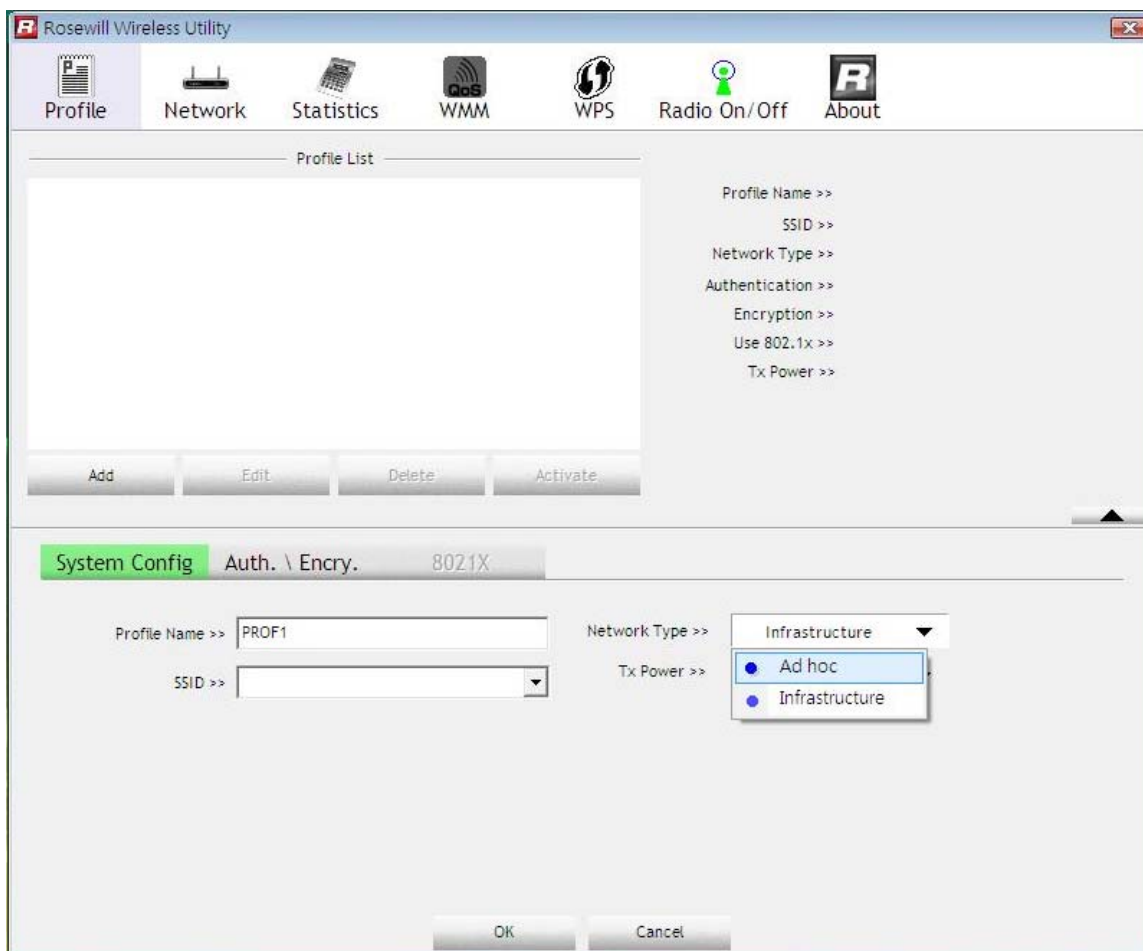 Rosewill Wireless Utility
Profile
Network
Statistics
QoS
WMM
WPS
Radio On/Off
R
About
Profile List
Profile Name >>
SSID >>
Network Type >>
Authentication >>
Encryption >>
Use 802.1x >>
Tx Power >>
Add
Edit
Delete
Activate
System Config
Auth. \ Encry.
8021X
Profile Name >> PROF1
Network Type >> Infrastructure
SSID >>
Tx Power >>
Ad hoc
Infrastructure
OK
Cancel